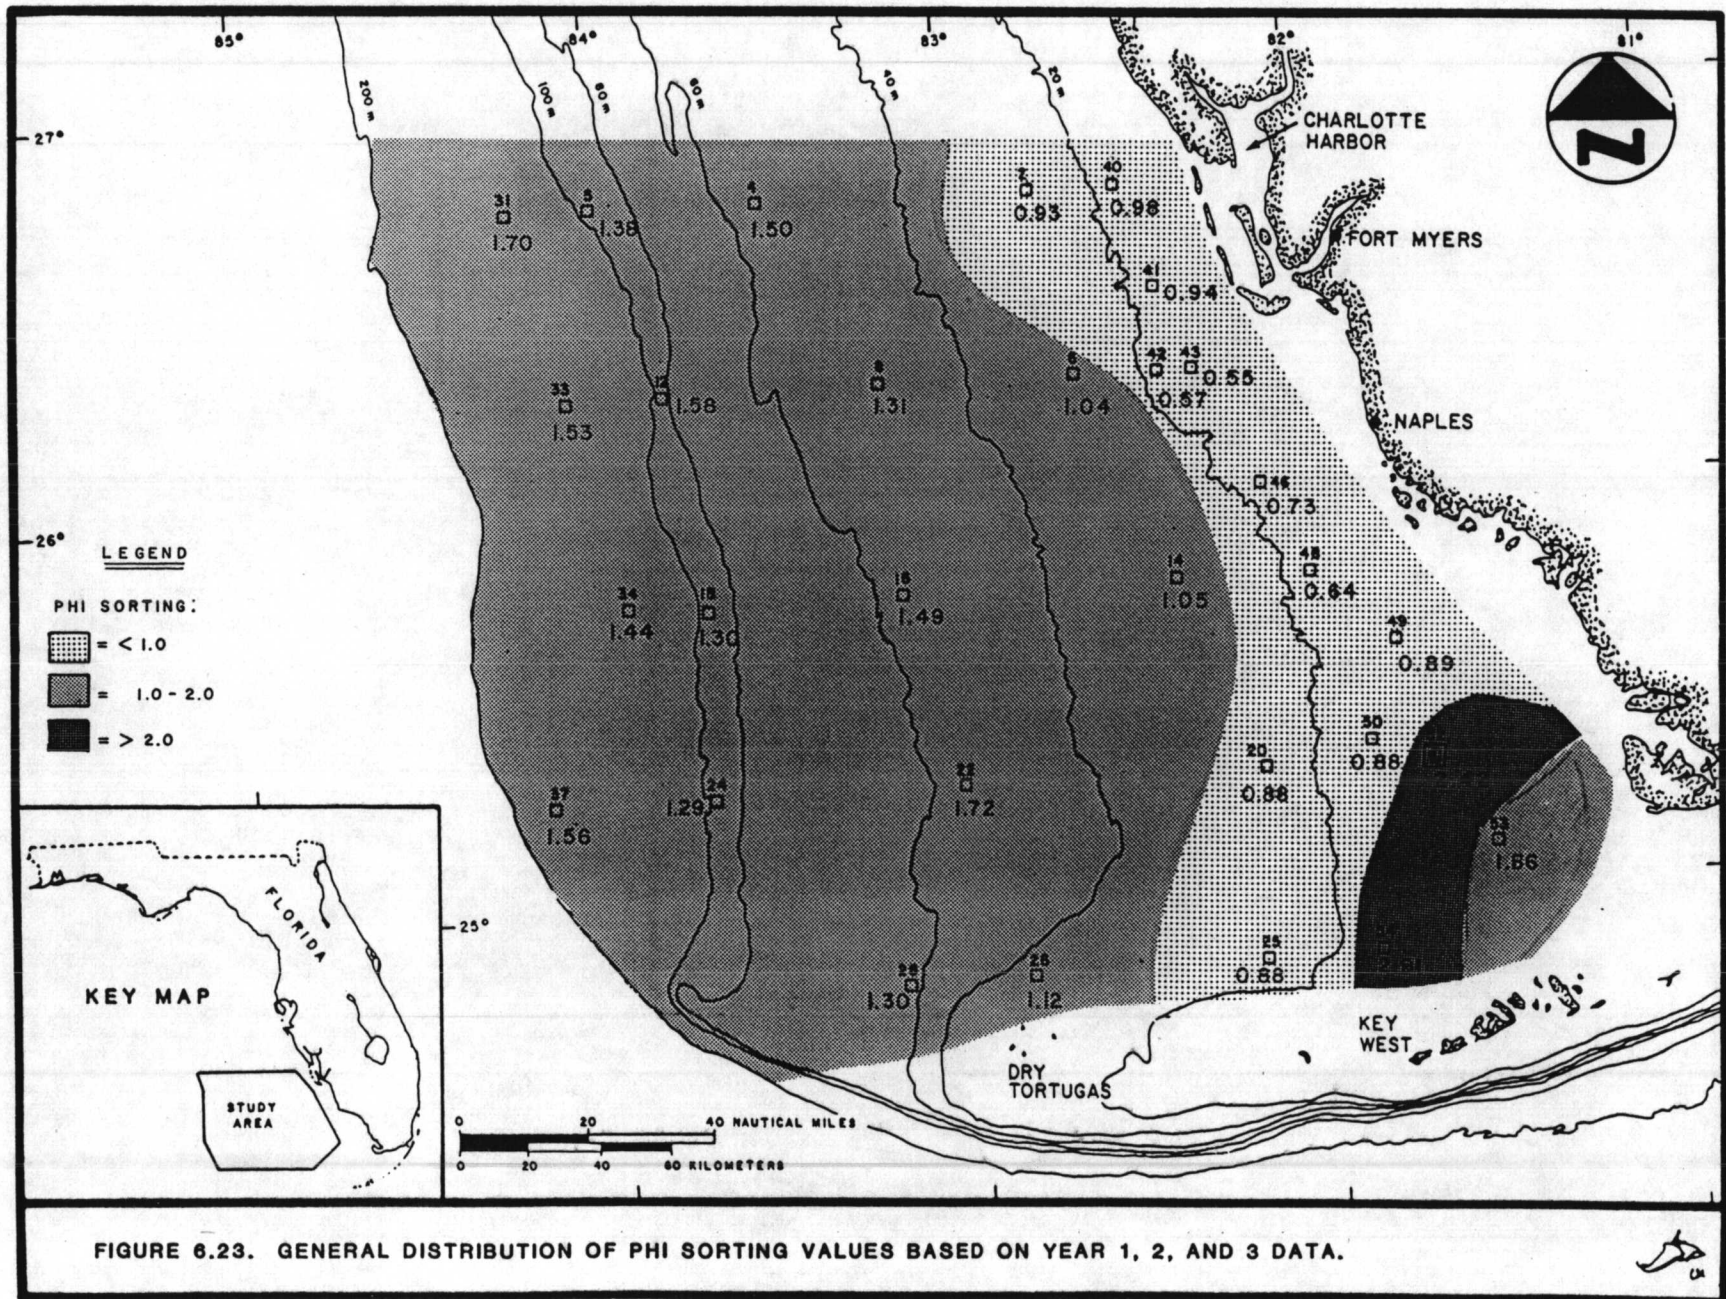 85° 84° 83° 82° 81°
200 m 100 m 80 m 60 m 40 m 20 m
27°
CHARLOTTE
HARBOR
N
2 40
0.93 0.98
31 5 4
1.70 1.38 1.50
FORT MYERS
41
0.94
42 43
0.57 0.55
33 12 8 6
1.53 1.58 1.31 1.04
NAPLES
46
0.73
26°
LEGEND
PHI SORTING:
= < 1.0
= 1.0 - 2.0
= > 2.0
14 48
1.05 0.64
34 18 16
1.44 1.30 1.49
49
0.89
50
0.88
20
0.88
37 24 22
1.56 1.29 1.72
53
1.86
25°
25
0.88
28 26
1.30 1.12
KEY
WEST
DRY
TORTUGAS
FLORIDA
KEY MAP
STUDY
AREA
0 20 40 NAUTICAL MILES
0 20 40 60 KILOMETERS
FIGURE 6.23. GENERAL DISTRIBUTION OF PHI SORTING VALUES BASED ON YEAR 1, 2, AND 3 DATA.